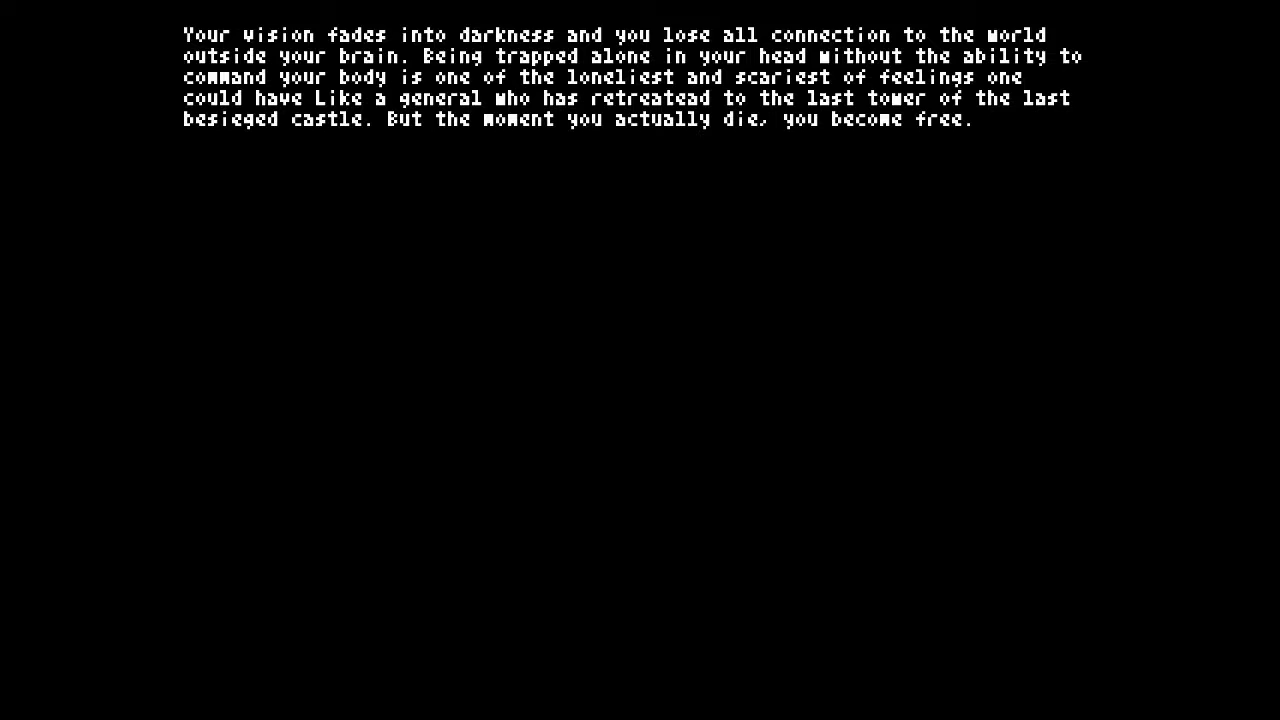 Your vision fades into darkness and you lose all connection to the world
outside your brain. Being trapped alone in your head without the ability to
command your body is one of the loneliest and scariest of feelings one
could have Like a general who has retreatead to the last tower of the last
besieged castle. But the moment you actually die, you become free.